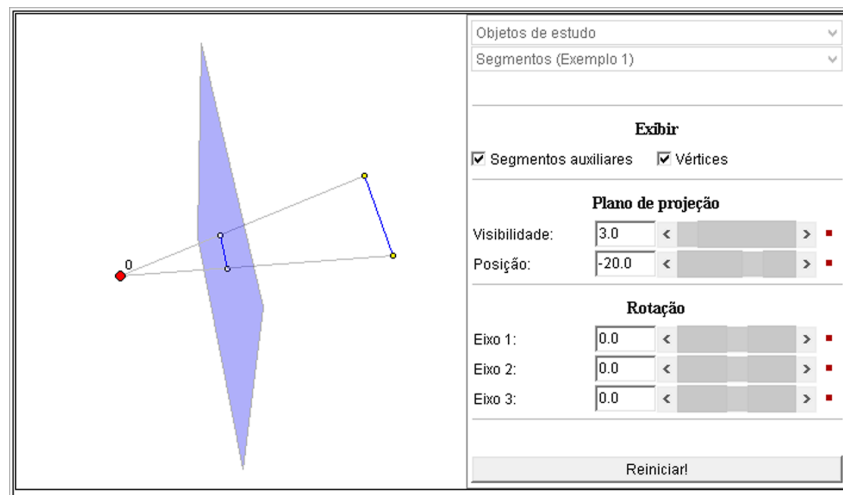 0
Objetos de estudo
Segmentos (Exemplo 1)
Exibir
Segmentos auxiliares Vértices
Plano de projeção
Visibilidade: 3.0
Posição: -20.0
Rotação
Eixo 1: 0.0
Eixo 2: 0.0
Eixo 3: 0.0
Reiniciar!